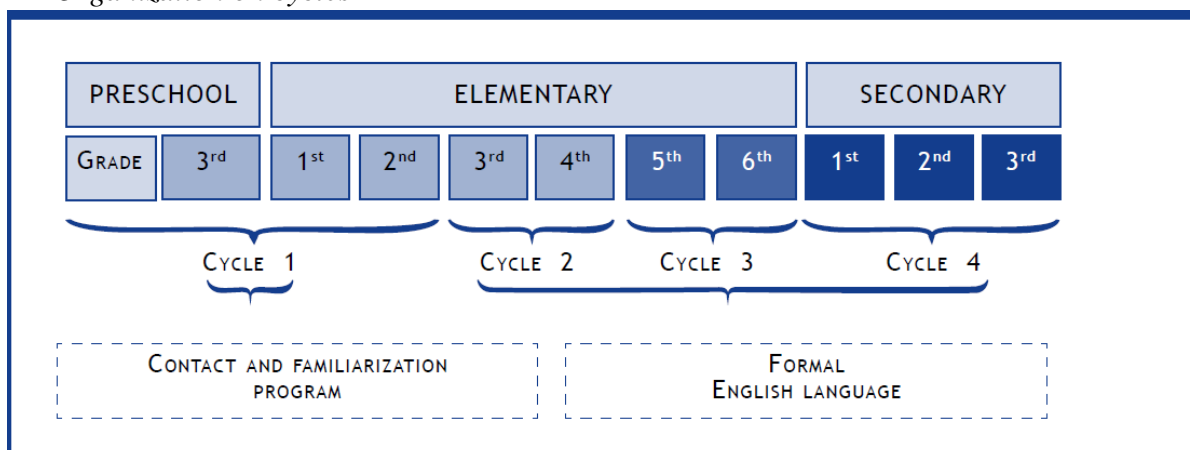 PRESCHOOL ELEMENTARY SECONDARY
GRADE 3rd 1st 2nd 3rd 4th 5th 6th 1st 2nd 3rd
CYCLE 1 CYCLE 2 CYCLE 3 CYCLE 4
CONTACT AND FAMILIARIZATION
PROGRAM
FORMAL
ENGLISH LANGUAGE